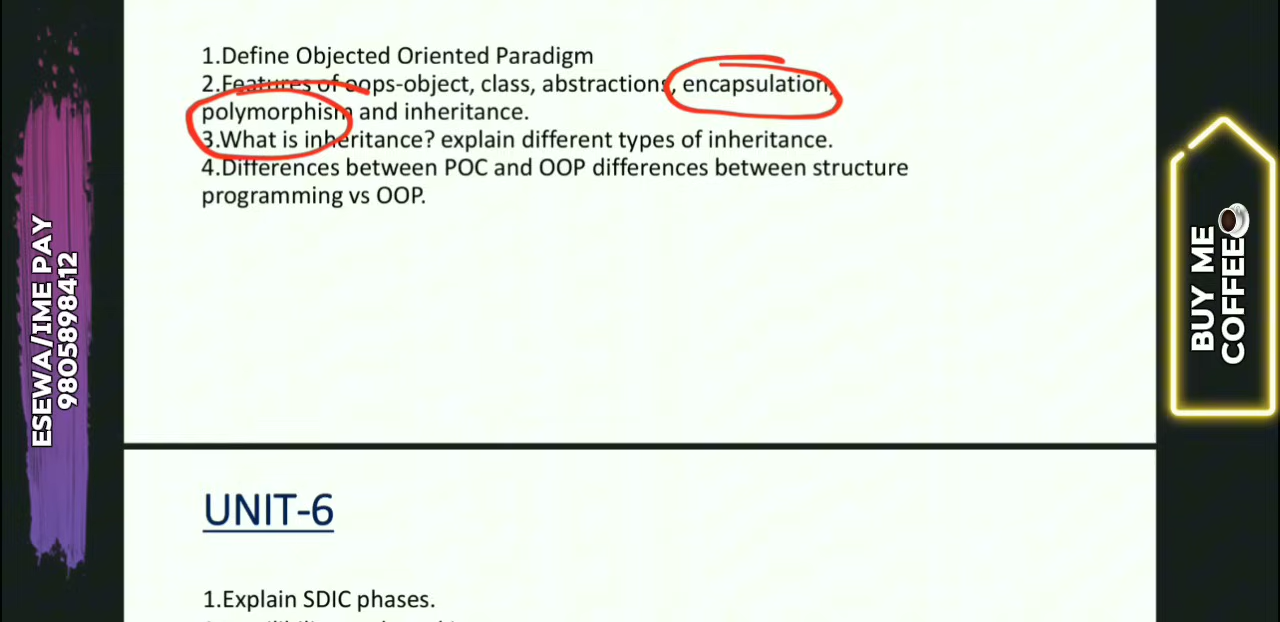 1.Define Objected Oriented Paradigm
2.Features of oops-object, class, abstractions, encapsulation,
polymorphism and inheritance.
3.What is inheritance? explain different types of inheritance.
4.Differences between POC and OOP differences between structure
programming vs OOP.
UNIT-6
1.Explain SDIC phases.
ESEWA/IME PAY
9805898412
BUY ME
COFFEE